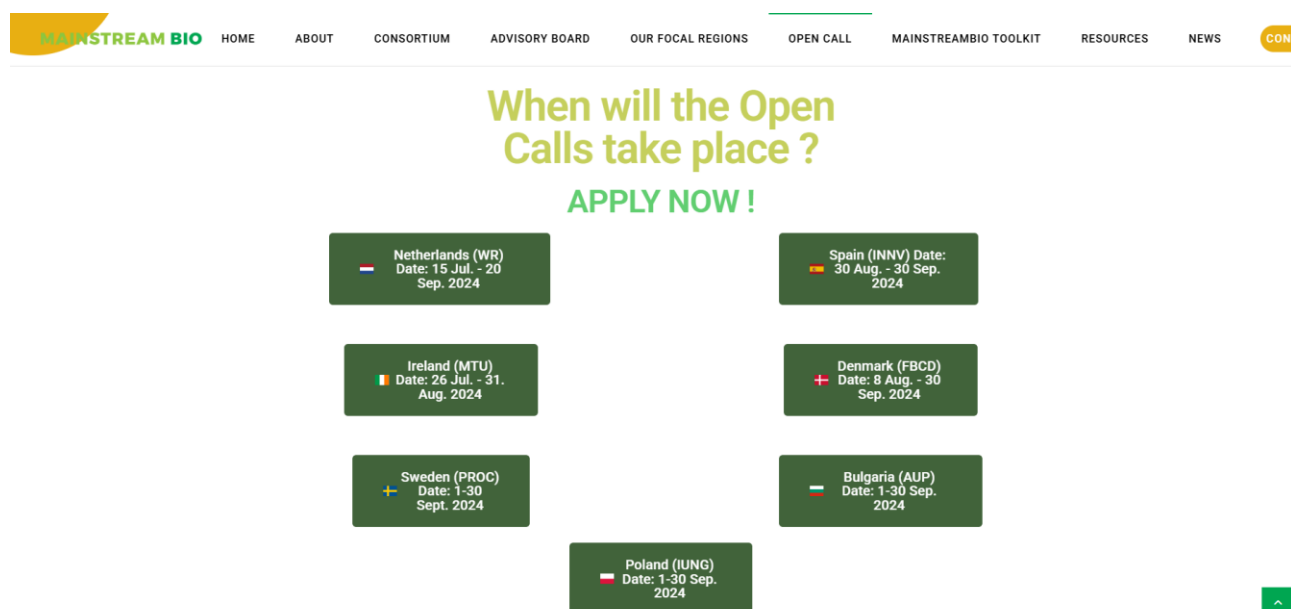 MAINSTREAM BIO HOME ABOUT CONSORTIUM ADVISORY BOARD OUR FOCAL REGIONS OPEN CALL MAINSTREAMBIO TOOLKIT RESOURCES NEWS CON
When will the Open
Calls take place ?
APPLY NOW !
Netherlands (WR)
Date: 15 Jul. - 20
Sep. 2024
Spain (INNV) Date:
30 Aug. - 30 Sep.
2024
Ireland (MTU)
Date: 26 Jul. - 31.
Aug. 2024
Denmark (FBCD)
Date: 8 Aug. - 30
Sep. 2024
Sweden (PROC)
Date: 1-30
Sept. 2024
Bulgaria (AUP)
Date: 1-30 Sep.
2024
Poland (IUNG)
Date: 1-30 Sep.
2024